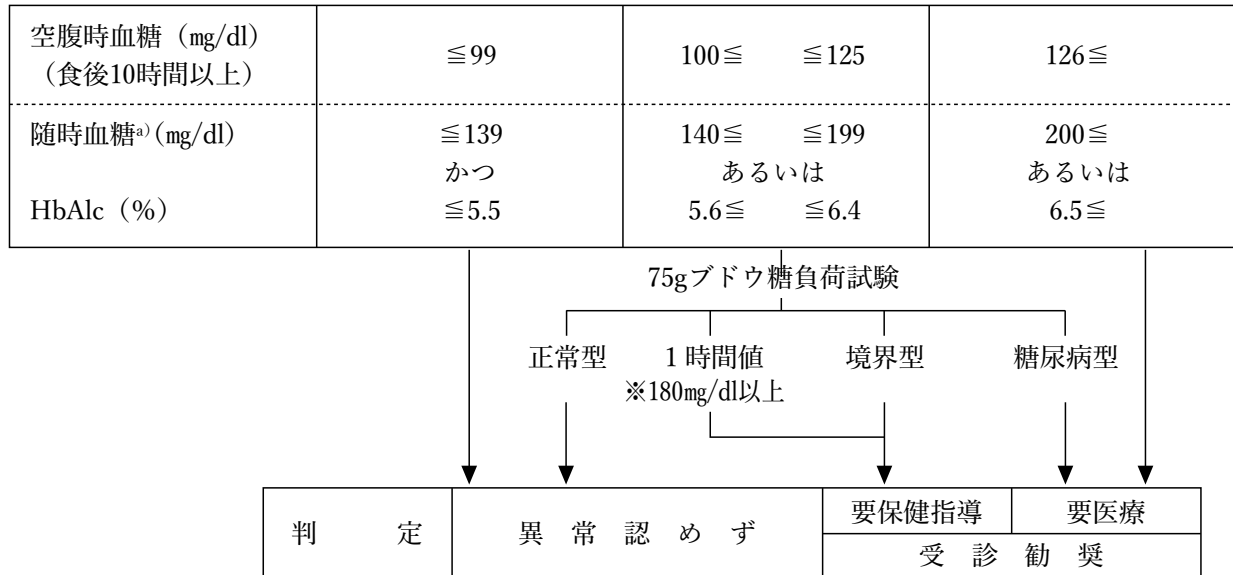 空腹時血糖（㎎/dl） ≦99 100≦ ≦125 126≦
（食後10時間以上）
随時血糖a)（㎎/dl） ≦139 140≦ ≦199 200≦
かつ あるいは あるいは
HbAlc（％） ≦5.5 5.6≦ ≦6.4 6.5≦
75gブドウ糖負荷試験
正常型 1時間値 境界型 糖尿病型
※180㎎/dl以上
判定 異常認めず 要保健指導 要医療
受診勧奨